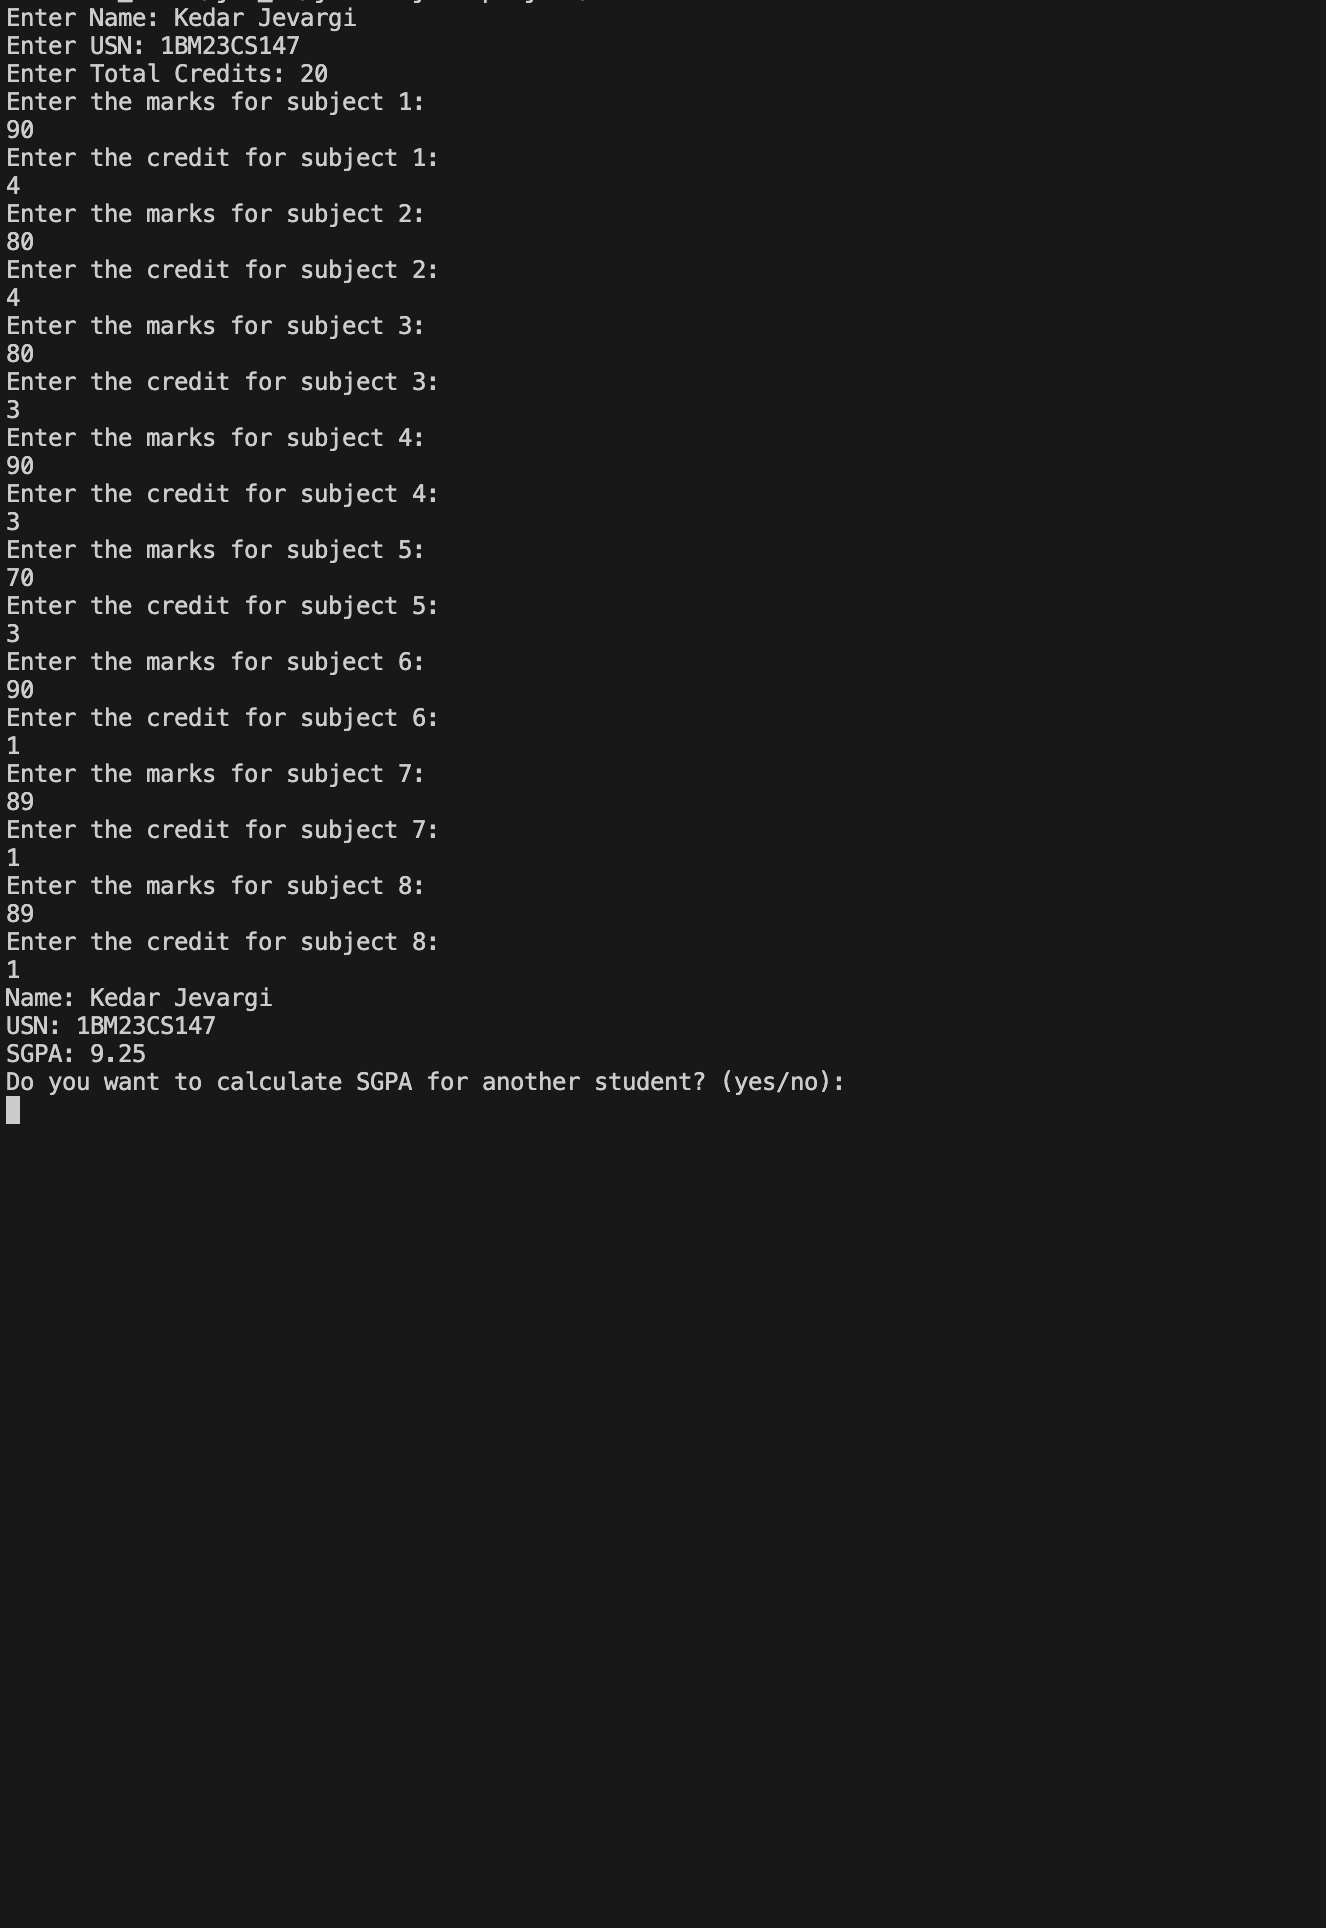 Enter Name: Kedar Jevargi
Enter USN: 1BM23CS147
Enter Total Credits: 20
Enter the marks for subject 1:
90
Enter the credit for subject 1:
4
Enter the marks for subject 2:
80
Enter the credit for subject 2:
4
Enter the marks for subject 3:
80
Enter the credit for subject 3:
3
Enter the marks for subject 4:
90
Enter the credit for subject 4:
3
Enter the marks for subject 5:
70
Enter the credit for subject 5:
3
Enter the marks for subject 6:
90
Enter the credit for subject 6:
1
Enter the marks for subject 7:
89
Enter the credit for subject 7:
1
Enter the marks for subject 8:
89
Enter the credit for subject 8:
1
Name: Kedar Jevargi
USN: 1BM23CS147
SGPA: 9.25
Do you want to calculate SGPA for another student? (yes/no):